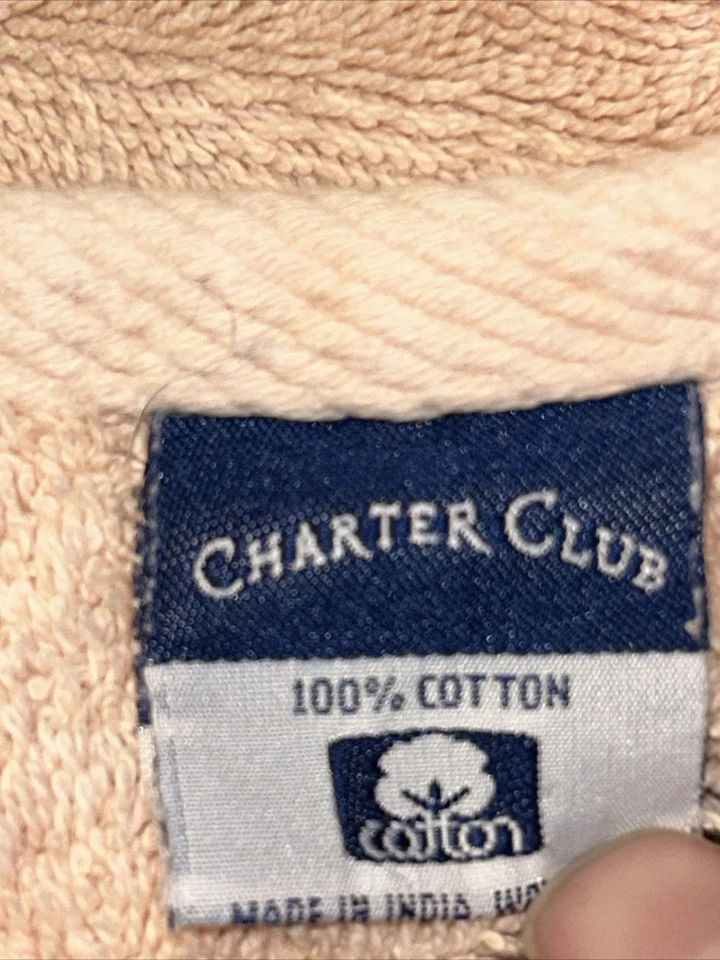 CHARTER CLUB
100% COTTON
cotton
MADE IN INDIA